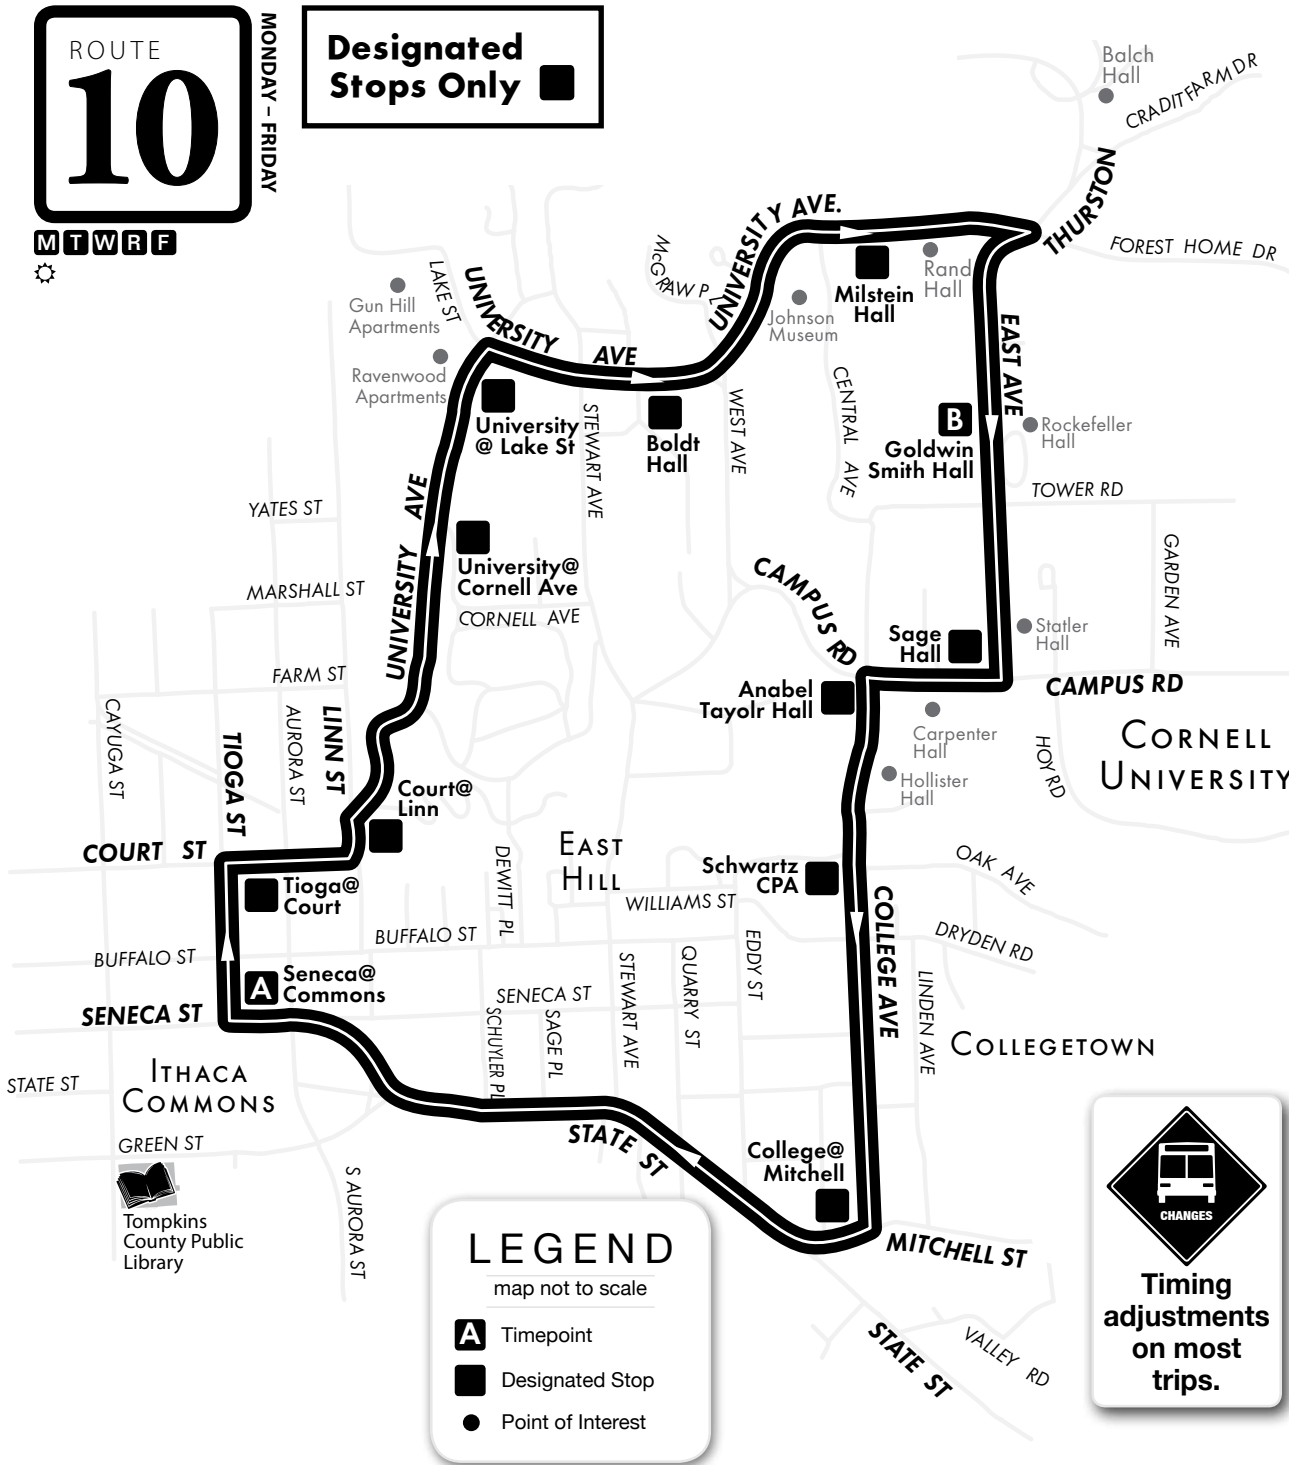 ROUTE
10
MONDAY – FRIDAY
M T W R F
Designated
Stops Only
Balch
Hall
CRADITFARM DR
THURSTON
FOREST HOME DR
UNIVERSITY AVE.
McGRAW PL
Rand
Hall
Milstein
Hall
Johnson
Museum
LAKE ST
UNIVERSITY
AVE
Gun Hill
Apartments
Ravenwood
Apartments
University
@ Lake St
STEWART AVE
Boldt
Hall
WEST AVE
CENTRAL AVE
EAST AVE
B
Goldwin
Smith Hall
Rockefeller
Hall
TOWER RD
YATES ST
UNIVERSITY AVE
University@
Cornell Ave
CORNELL AVE
MARSHALL ST
CAMPUS RD
GARDEN AVE
Sage
Hall
Statler
Hall
CAMPUS RD
FARM ST
Anabel
Tayolr Hall
Carpenter
Hall
Hollister
Hall
HOY RD
CORNELL
UNIVERSITY
CAYUGA ST
TIOGA ST
AURORA ST
LINN ST
Court@
Linn
COURT ST
Tioga@
Court
DEWITT PL
EAST
HILL
Schwartz
CPA
WILLIAMS ST
OAK AVE
COLLEGE AVE
DRYDEN RD
BUFFALO ST
BUFFALO ST
A
Seneca@
Commons
SENECA ST
SENECA ST
SCHUYLER PL
SAGE PL
STEWART AVE
QUARRY ST
EDDY ST
LINDEN AVE
COLLEGETOWN
STATE ST
ITHACA
COMMONS
GREEN ST
Tompkins
County Public
Library
S AURORA ST
STATE ST
College@
Mitchell
MITCHELL ST
STATE ST
VALLEY RD
LEGEND
map not to scale
A Timepoint
Designated Stop
Point of Interest
CHANGES
Timing
adjustments
on most
trips.